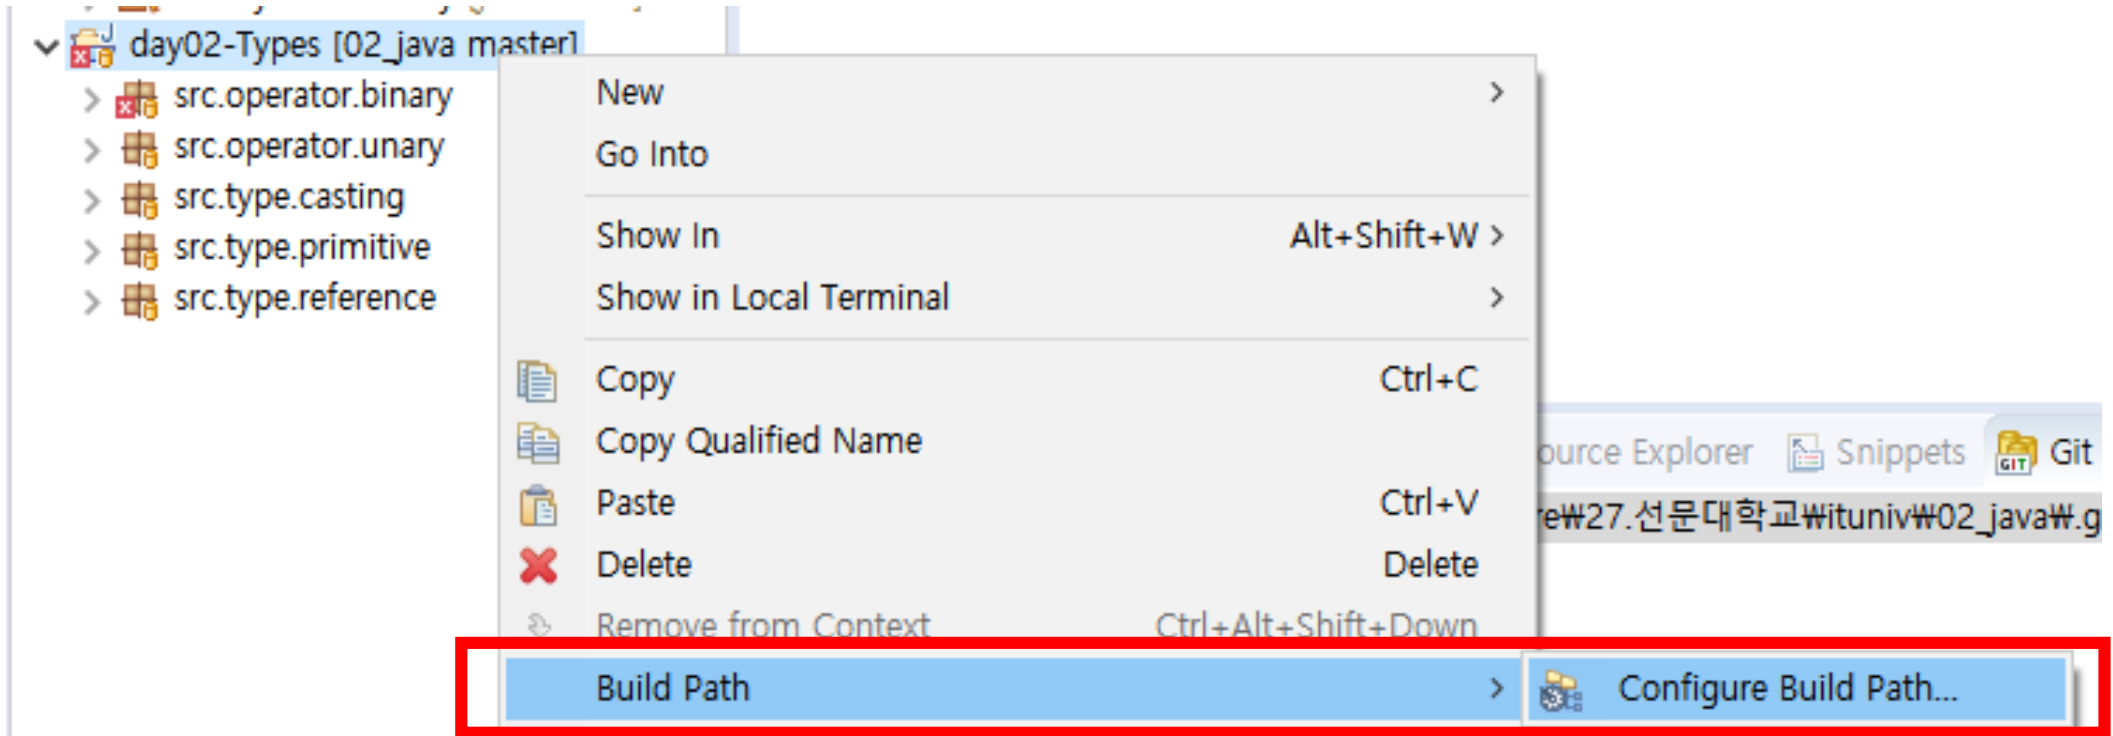 day02-Types [02_java master]
src.operator.binary
src.operator.unary
src.type.casting
src.type.primitive
src.type.reference
New
Go Into
Show In Alt+Shift+W
Show in Local Terminal
Copy Ctrl+C
Copy Qualified Name
Paste Ctrl+V
Delete Delete
Remove from Context Ctrl+Alt+Shift+Down
Build Path
Configure Build Path...
ource Explorer Snippets GIT Git
re₩27.선문대학교₩ituniv₩02_java₩.g